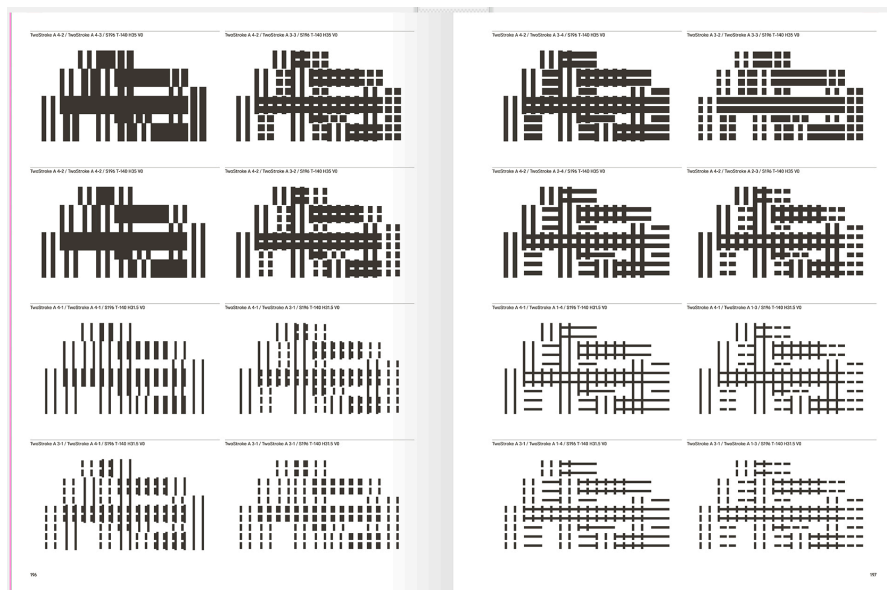 TwoStroke A 4-2 / TwoStroke A 4-3 / S196 T-140 H35 V0
TwoStroke A 4-2 / TwoStroke A 3-3 / S196 T-140 H35 V0
TwoStroke A 4-2 / TwoStroke A 3-4 / S196 T-140 H35 V0
TwoStroke A 3-2 / TwoStroke A 3-3 / S196 T-140 H35 V0
TwoStroke A 4-2 / TwoStroke A 4-2 / S196 T-140 H35 V0
TwoStroke A 4-2 / TwoStroke A 3-2 / S196 T-140 H35 V0
TwoStroke A 4-2 / TwoStroke A 3-4 / S196 T-140 H35 V0
TwoStroke A 4-2 / TwoStroke A 2-3 / S196 T-140 H35 V0
TwoStroke A 4-1 / TwoStroke A 4-1 / S196 T-140 H31.5 V0
TwoStroke A 4-1 / TwoStroke A 3-1 / S196 T-140 H31.5 V0
TwoStroke A 4-1 / TwoStroke A 1-4 / S196 T-140 H31.5 V0
TwoStroke A 4-1 / TwoStroke A 1-3 / S196 T-140 H31.5 V0
TwoStroke A 3-1 / TwoStroke A 4-1 / S196 T-140 H31.5 V0
TwoStroke A 3-1 / TwoStroke A 3-1 / S196 T-140 H31.5 V0
TwoStroke A 3-1 / TwoStroke A 1-4 / S196 T-140 H31.5 V0
TwoStroke A 3-1 / TwoStroke A 1-3 / S196 T-140 H31.5 V0
196
197